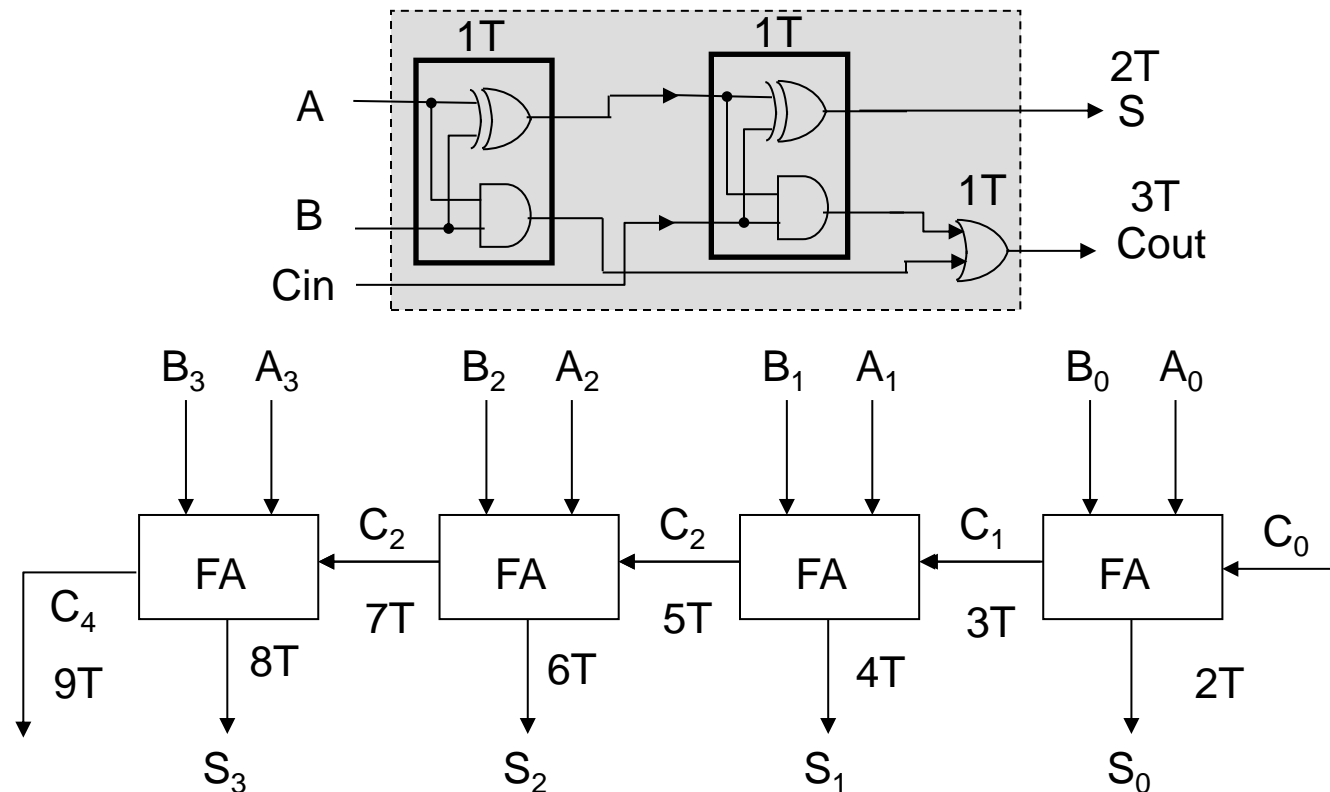 1T 1T
2T
A S
1T 3T
B Cout
Cin
B₃ A₃ B₂ A₂ B₁ A₁ B₀ A₀
C₂ C₂ C₁ C₀
FA FA FA FA
C₄ 7T 5T 3T
9T 8T 6T 4T 2T
S₃ S₂ S₁ S₀